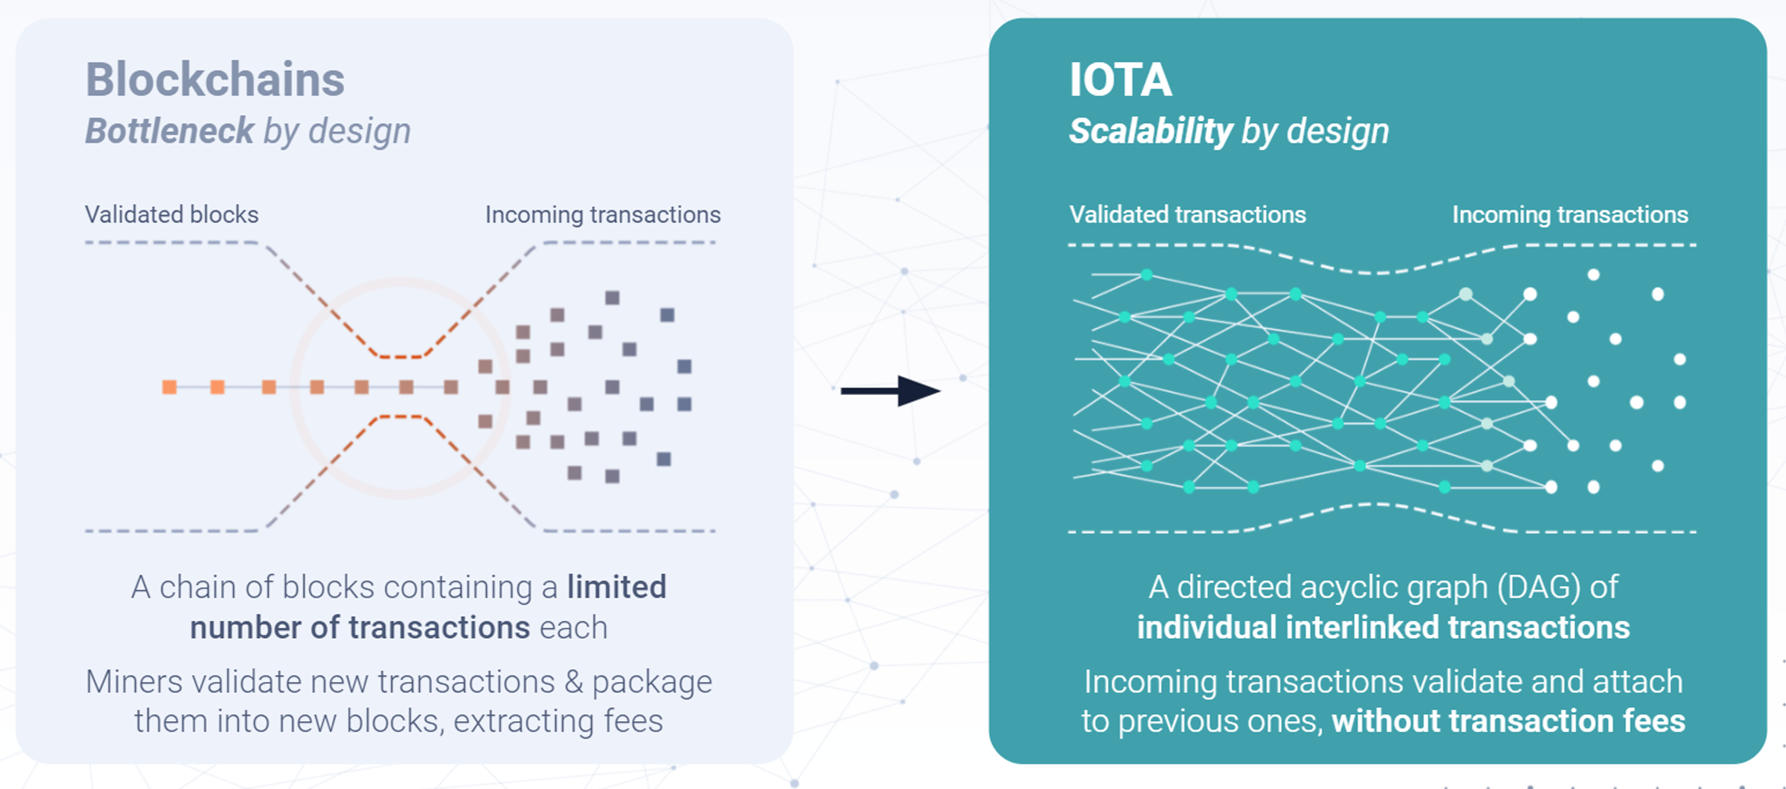 Blockchains
Bottleneck by design
Validated blocks
Incoming transactions
A chain of blocks containing a limited
number of transactions each
Miners validate new transactions & package
them into new blocks, extracting fees
IOTA
Scalability by design
Validated transactions
Incoming transactions
A directed acyclic graph (DAG) of
individual interlinked transactions
Incoming transactions validate and attach
to previous ones, without transaction fees